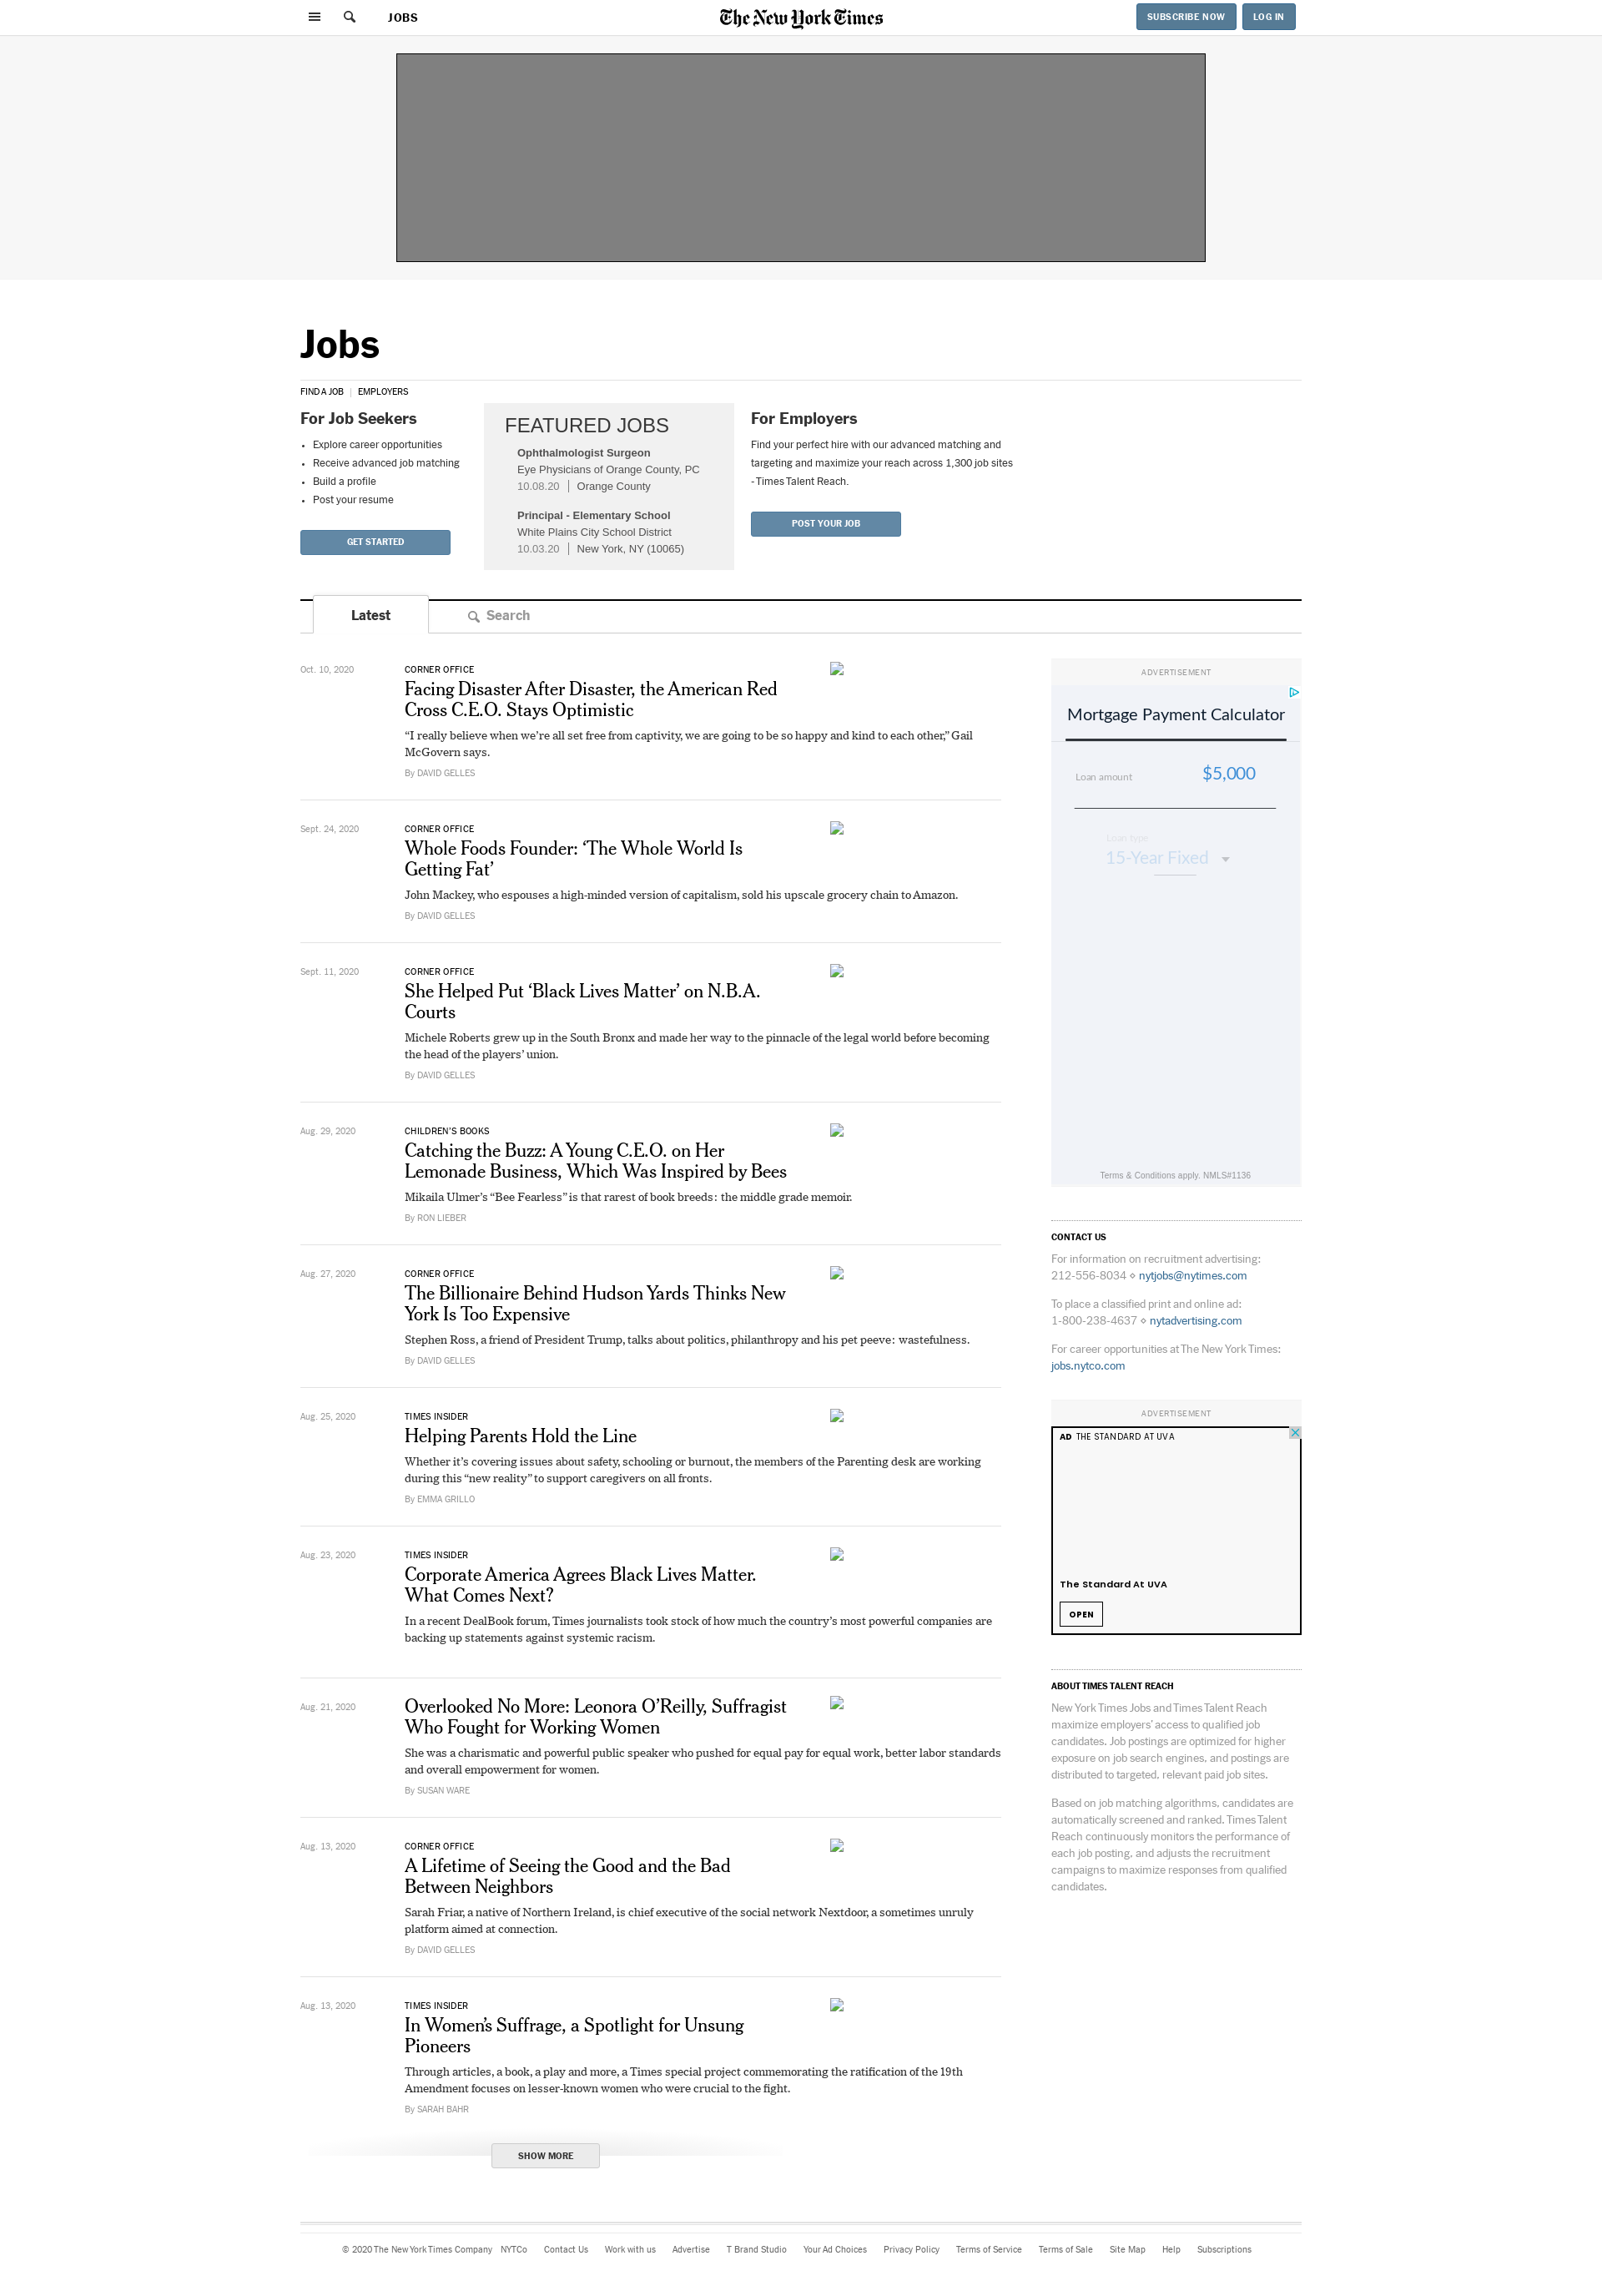 JOBS
The New York Times
SUBSCRIBE NOW
LOG IN
Jobs
FIND A JOB | EMPLOYERS
For Job Seekers
• Explore career opportunities
• Receive advanced job matching
• Build a profile
• Post your resume
GET STARTED
FEATURED JOBS
Ophthalmologist Surgeon
Eye Physicians of Orange County, PC
10.08.20 | Orange County
Principal - Elementary School
White Plains City School District
10.03.20 | New York, NY (10065)
For Employers
Find your perfect hire with our advanced matching and
targeting and maximize your reach across 1,300 job sites
- Times Talent Reach.
POST YOUR JOB
Latest
Search
Oct. 10, 2020
CORNER OFFICE
Facing Disaster After Disaster, the American Red
Cross C.E.O. Stays Optimistic
“I really believe when we’re all set free from captivity, we are going to be so happy and kind to each other,” Gail
McGovern says.
By DAVID GELLES
Sept. 24, 2020
CORNER OFFICE
Whole Foods Founder: ‘The Whole World Is
Getting Fat’
John Mackey, who espouses a high-minded version of capitalism, sold his upscale grocery chain to Amazon.
By DAVID GELLES
Sept. 11, 2020
CORNER OFFICE
She Helped Put ‘Black Lives Matter’ on N.B.A.
Courts
Michele Roberts grew up in the South Bronx and made her way to the pinnacle of the legal world before becoming
the head of the players’ union.
By DAVID GELLES
Aug. 29, 2020
CHILDREN’S BOOKS
Catching the Buzz: A Young C.E.O. on Her
Lemonade Business, Which Was Inspired by Bees
Mikaila Ulmer’s “Bee Fearless” is that rarest of book breeds: the middle grade memoir.
By RON LIEBER
Aug. 27, 2020
CORNER OFFICE
The Billionaire Behind Hudson Yards Thinks New
York Is Too Expensive
Stephen Ross, a friend of President Trump, talks about politics, philanthropy and his pet peeve: wastefulness.
By DAVID GELLES
Aug. 25, 2020
TIMES INSIDER
Helping Parents Hold the Line
Whether it’s covering issues about safety, schooling or burnout, the members of the Parenting desk are working
during this “new reality” to support caregivers on all fronts.
By EMMA GRILLO
Aug. 23, 2020
TIMES INSIDER
Corporate America Agrees Black Lives Matter.
What Comes Next?
In a recent DealBook forum, Times journalists took stock of how much the country’s most powerful companies are
backing up statements against systemic racism.
Aug. 21, 2020
Overlooked No More: Leonora O’Reilly, Suffragist
Who Fought for Working Women
She was a charismatic and powerful public speaker who pushed for equal pay for equal work, better labor standards
and overall empowerment for women.
By SUSAN WARE
Aug. 13, 2020
CORNER OFFICE
A Lifetime of Seeing the Good and the Bad
Between Neighbors
Sarah Friar, a native of Northern Ireland, is chief executive of the social network Nextdoor, a sometimes unruly
platform aimed at connection.
By DAVID GELLES
Aug. 13, 2020
TIMES INSIDER
In Women’s Suffrage, a Spotlight for Unsung
Pioneers
Through articles, a book, a play and more, a Times special project commemorating the ratification of the 19th
Amendment focuses on lesser-known women who were crucial to the fight.
By SARAH BAHR
SHOW MORE
ADVERTISEMENT
Mortgage Payment Calculator
Loan amount
$5,000
Loan type
15-Year Fixed
Terms & Conditions apply. NMLS#1136
CONTACT US
For information on recruitment advertising:
212-556-8034 ⋄ nytjobs@nytimes.com
To place a classified print and online ad:
1-800-238-4637 ⋄ nytadvertising.com
For career opportunities at The New York Times:
jobs.nytco.com
ADVERTISEMENT
AD THE STANDARD AT UVA
The Standard At UVA
OPEN
ABOUT TIMES TALENT REACH
New York Times Jobs and Times Talent Reach
maximize employers’ access to qualified job
candidates. Job postings are optimized for higher
exposure on job search engines, and postings are
distributed to targeted, relevant paid job sites.
Based on job matching algorithms, candidates are
automatically screened and ranked. Times Talent
Reach continuously monitors the performance of
each job posting, and adjusts the recruitment
campaigns to maximize responses from qualified
candidates.
© 2020 The New York Times Company NYTCo Contact Us Work with us Advertise T Brand Studio Your Ad Choices Privacy Policy Terms of Service Terms of Sale Site Map Help Subscriptions